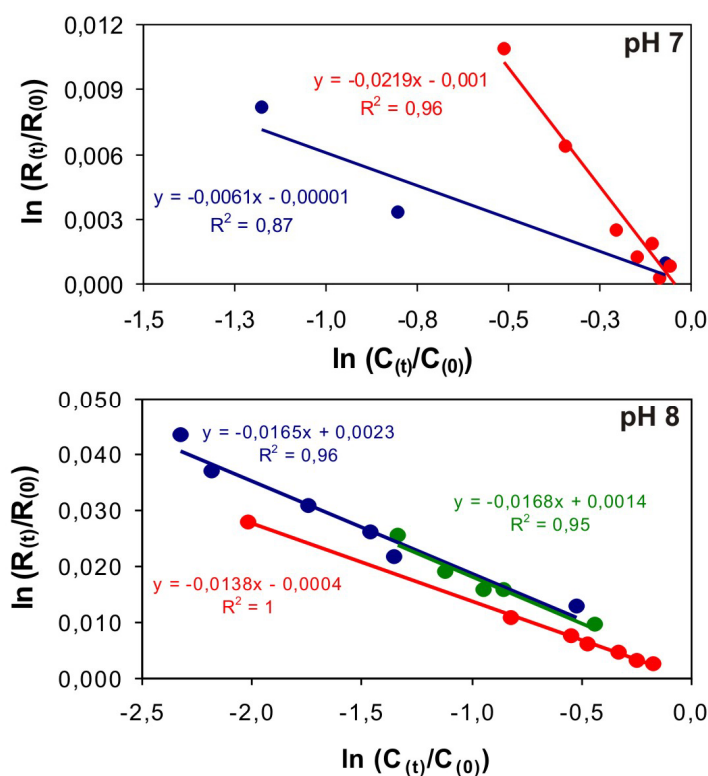 pH 7
0,012
0,009
0,006
0,003
0,000
ln (R(t)/R(0))
y = -0,0219x - 0,001
R² = 0,96
y = -0,0061x - 0,00001
R² = 0,87
-1,5 -1,3 -1,0 -0,8 -0,5 -0,3 0,0
ln (C(t)/C(0))
pH 8
0,050
0,040
0,030
0,020
0,010
0,000
ln (R(t)/R(0))
y = -0,0165x + 0,0023
R² = 0,96
y = -0,0168x + 0,0014
R² = 0,95
y = -0,0138x - 0,0004
R² = 1
-2,5 -2,0 -1,5 -1,0 -0,5 0,0
ln (C(t)/C(0))